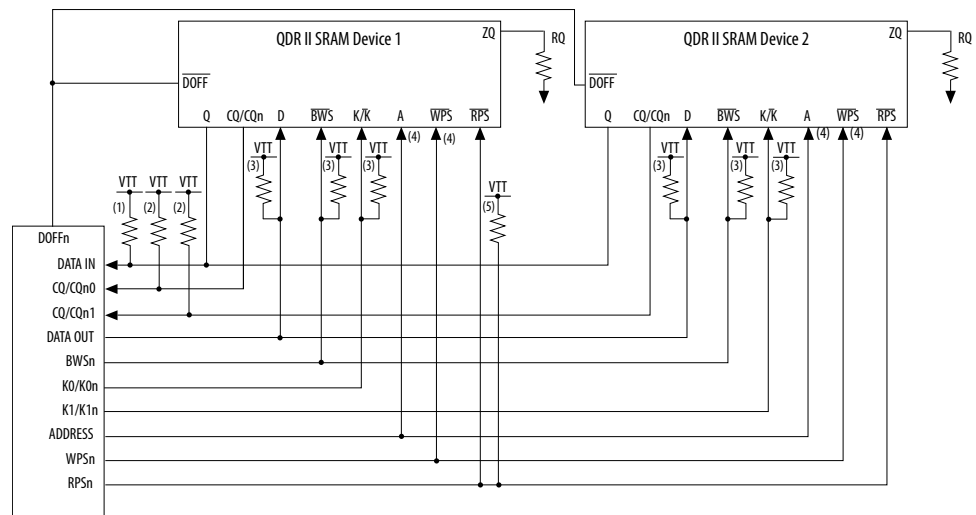 QDR II SRAM Device 1
ZQ
RQ
DOFF
Q CQ/CQn D BWS K/K A WPS RPS
(4) (4)
QDR II SRAM Device 2
ZQ
RQ
DOFF
Q CQ/CQn D BWS K/K A WPS RPS
(4) (4)
VTT VTT VTT
(3) (3) (3)
VTT VTT VTT
(3) (3) (3)
VTT VTT VTT
(1) (2) (2)
VTT
(5)
DOFFn
DATA IN
CQ/CQn0
CQ/CQn1
DATA OUT
BWSn
K0/K0n
K1/K1n
ADDRESS
WPSn
RPSn